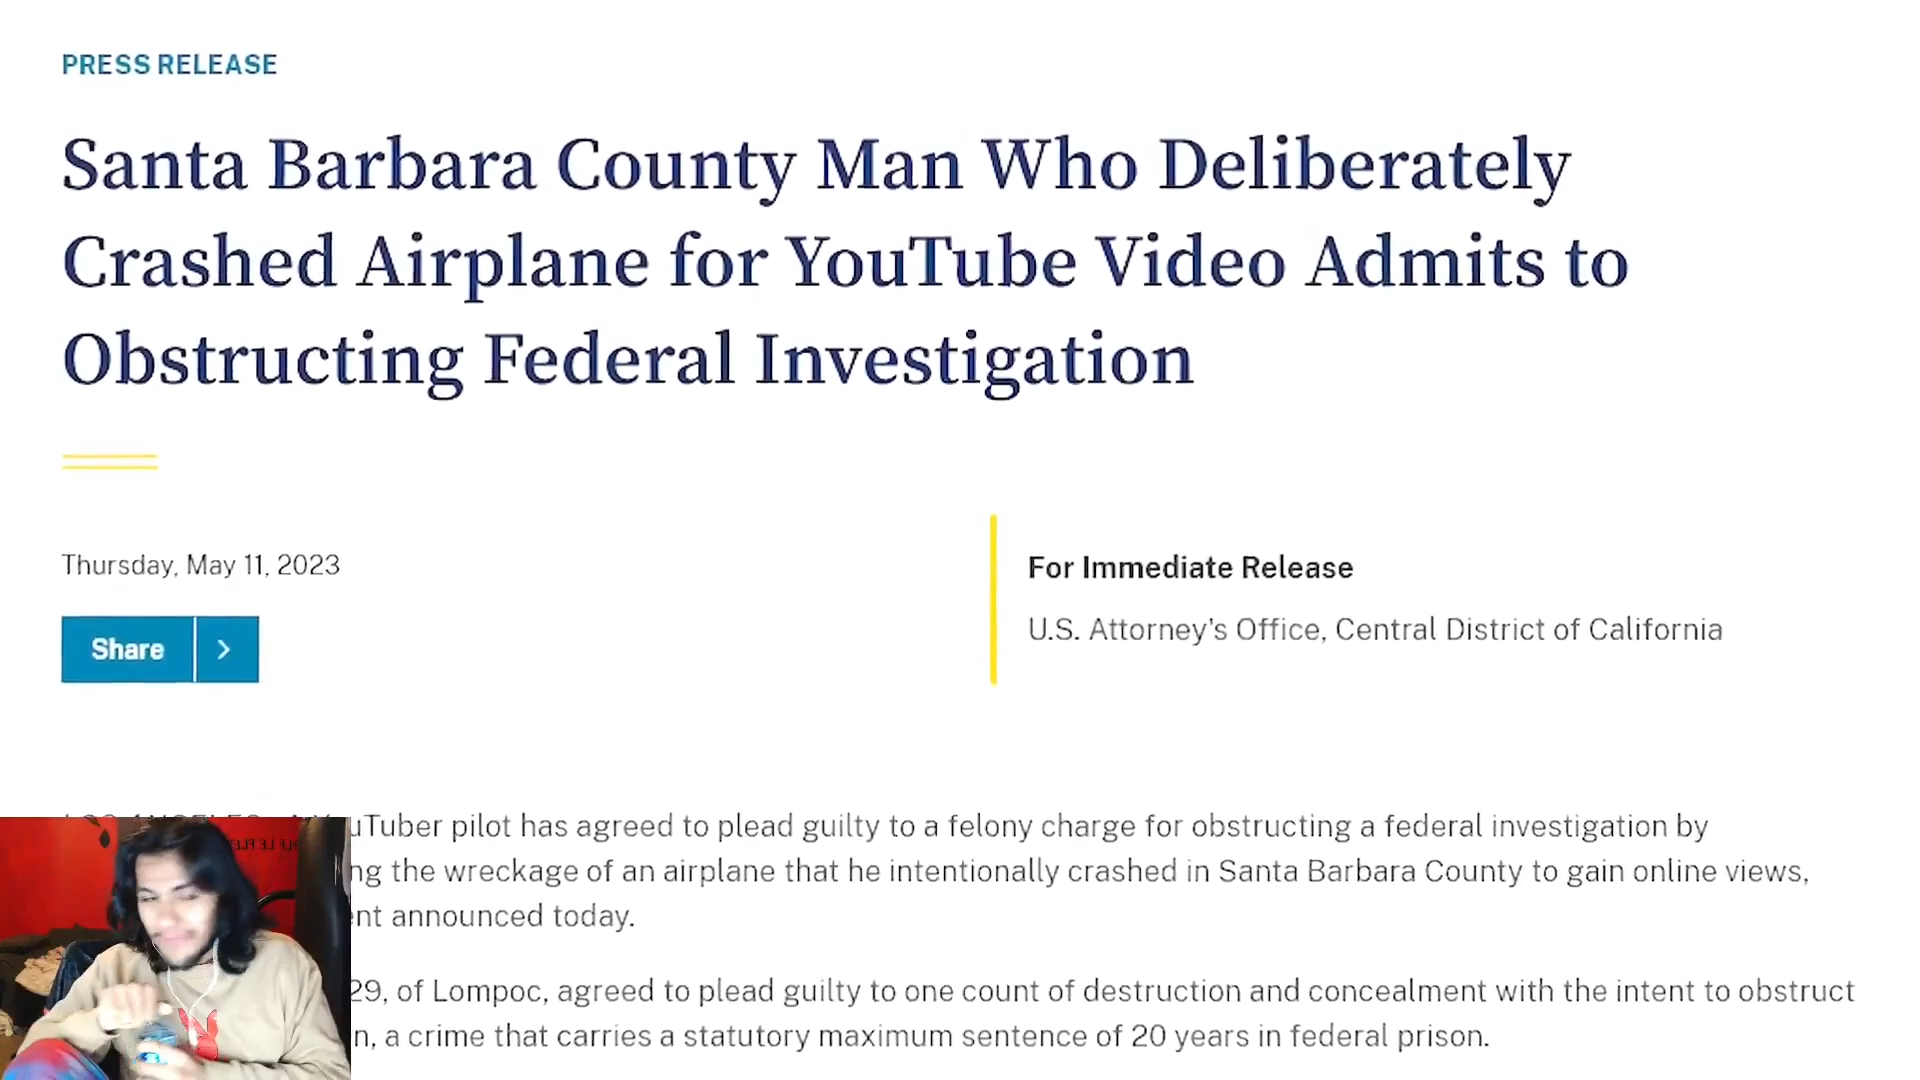 PRESS RELEASE
Santa Barbara County Man Who Deliberately
Crashed Airplane for YouTube Video Admits to
Obstructing Federal Investigation
Thursday, May 11, 2023
Share
For Immediate Release
U.S. Attorney's Office, Central District of California
uTuber pilot has agreed to plead guilty to a felony charge for obstructing a federal investigation by
ng the wreckage of an airplane that he intentionally crashed in Santa Barbara County to gain online views,
nt announced today.
29, of Lompoc, agreed to plead guilty to one count of destruction and concealment with the intent to obstruct
n, a crime that carries a statutory maximum sentence of 20 years in federal prison.